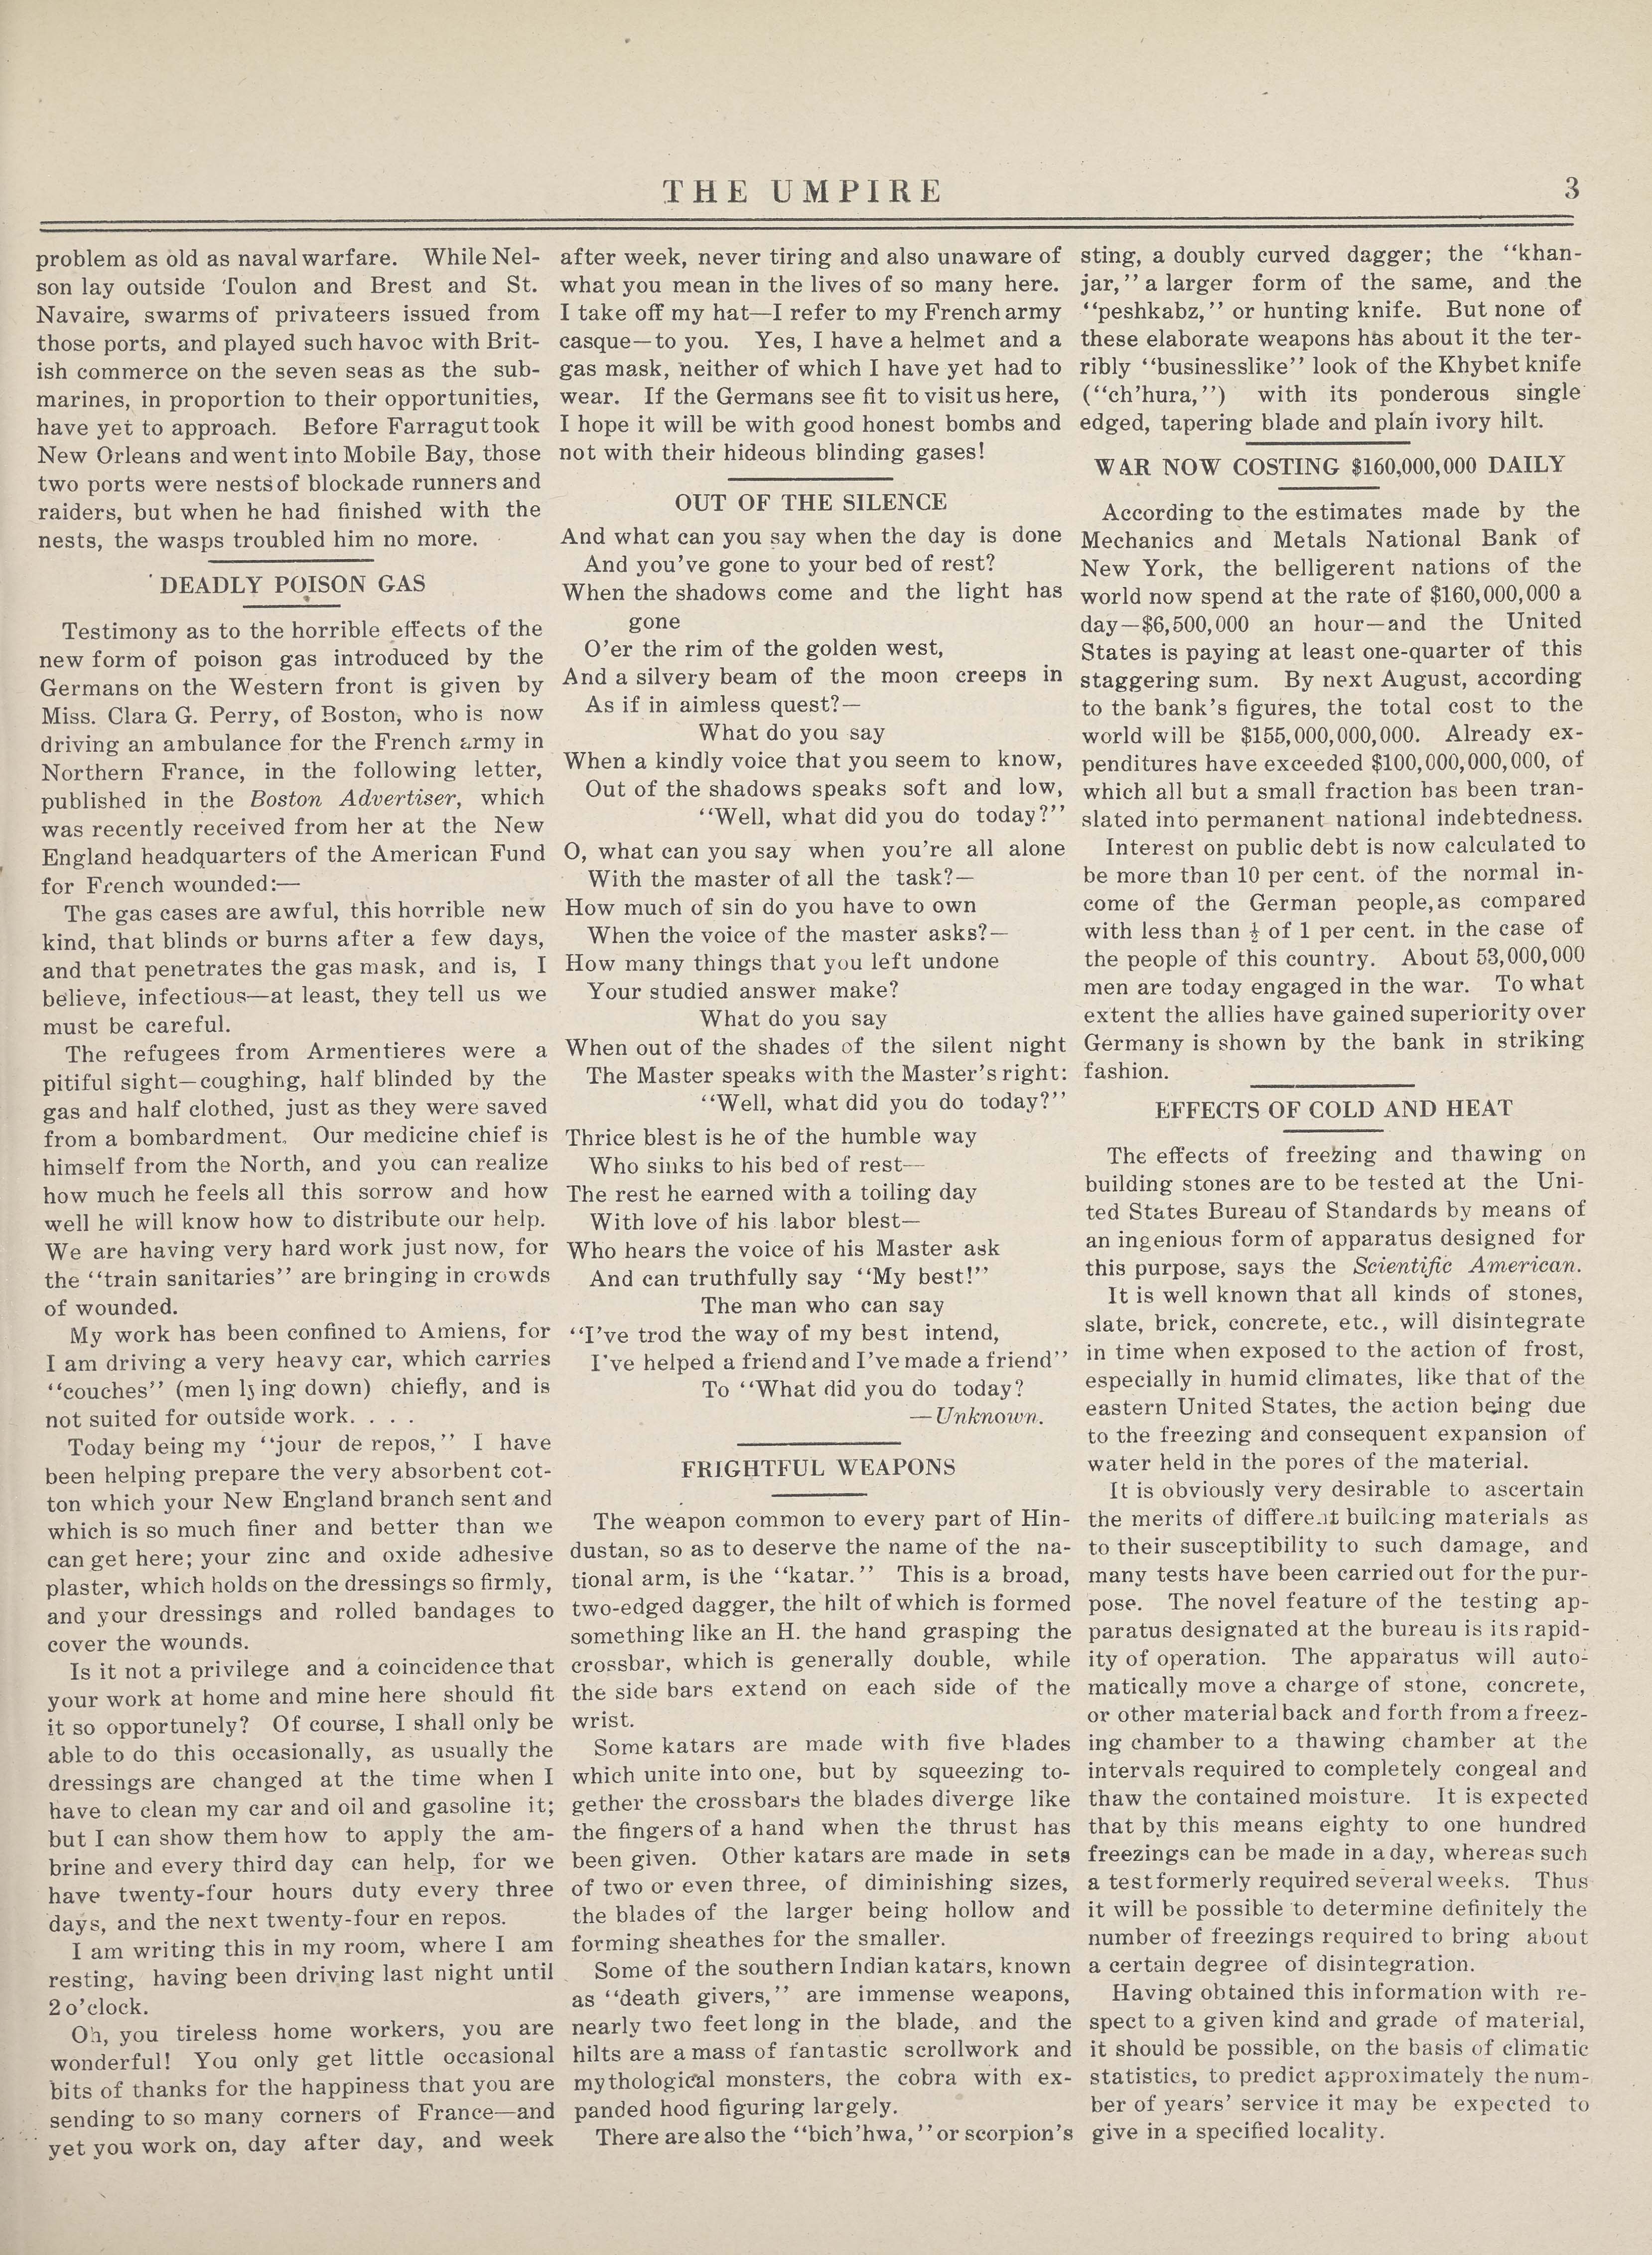 THE UMPIRE
3
problem as old as naval warfare. While Nel-
son lay outside Toulon and Brest and St.
Navaire, swarms of privateers issued from
those ports, and played such havoc with Brit-
ish commerce on the seven seas as the sub-
marines, in proportion to their opportunities,
have yet to approach. Before Farragut took
New Orleans and went into Mobile Bay, those
two ports were nests of blockade runners and
raiders, but when he had finished with the
nests, the wasps troubled him no more.
DEADLY POISON GAS
Testimony as to the horrible effects of the
new form of poison gas introduced by the
Germans on the Western front is given by
Miss. Clara G. Perry, of Boston, who is now
driving an ambulance for the French army in
Northern France, in the following letter,
published in the Boston Advertiser, which
was recently received from her at the New
England headquarters of the American Fund
for French wounded:—
The gas cases are awful, this horrible new
kind, that blinds or burns after a few days,
and that penetrates the gas mask, and is, I
believe, infectious—at least, they tell us we
must be careful.
The refugees from Armentieres were a
pitiful sight—coughing, half blinded by the
gas and half clothed, just as they were saved
from a bombardment. Our medicine chief is
himself from the North, and you can realize
how much he feels all this sorrow and how
well he will know how to distribute our help.
We are having very hard work just now, for
the ‘‘train sanitaries’’ are bringing in crowds
of wounded.
My work has been confined to Amiens, for
I am driving a very heavy car, which carries
‘‘couches’’ (men lying down) chiefly, and is
not suited for outside work. . . .
Today being my ‘‘jour de repos,’’ I have
been helping prepare the very absorbent cot-
ton which your New England branch sent and
which is so much finer and better than we
can get here; your zinc and oxide adhesive
plaster, which holds on the dressings so firmly,
and your dressings and rolled bandages to
cover the wounds.
Is it not a privilege and a coincidence that
your work at home and mine here should fit
it so opportunely? Of course, I shall only be
able to do this occasionally, as usually the
dressings are changed at the time when I
have to clean my car and oil and gasoline it;
but I can show them how to apply the am-
brine and every third day can help, for we
have twenty-four hours duty every three
days, and the next twenty-four en repos.
I am writing this in my room, where I am
resting, having been driving last night until
2 o’clock.
Oh, you tireless home workers, you are
wonderful! You only get little occasional
bits of thanks for the happiness that you are
sending to so many corners of France—and
yet you work on, day after day, and week
after week, never tiring and also unaware of
what you mean in the lives of so many here.
I take off my hat—I refer to my French army
casque—to you. Yes, I have a helmet and a
gas mask, neither of which I have yet had to
wear. If the Germans see fit to visit us here,
I hope it will be with good honest bombs and
not with their hideous blinding gases!
OUT OF THE SILENCE
And what can you say when the day is done
And you’ve gone to your bed of rest?
When the shadows come and the light has
gone
O’er the rim of the golden west,
And a silvery beam of the moon creeps in
As if in aimless quest?—
What do you say
When a kindly voice that you seem to know,
Out of the shadows speaks soft and low,
‘‘Well, what did you do today?’’
O, what can you say when you’re all alone
With the master of all the task?—
How much of sin do you have to own
When the voice of the master asks?—
How many things that you left undone
Your studied answer make?
What do you say
When out of the shades of the silent night
The Master speaks with the Master’s right:
‘‘Well, what did you do today?’’
Thrice blest is he of the humble way
Who sinks to his bed of rest—
The rest he earned with a toiling day
With love of his labor blest—
Who hears the voice of his Master ask
And can truthfully say ‘‘My best!’’
The man who can say
‘‘I’ve trod the way of my best intend,
I’ve helped a friend and I’ve made a friend’’
To ‘‘What did you do today?
—Unknown.
FRIGHTFUL WEAPONS
The weapon common to every part of Hin-
dustan, so as to deserve the name of the na-
tional arm, is the ‘‘katar.’’ This is a broad,
two-edged dagger, the hilt of which is formed
something like an H. the hand grasping the
crossbar, which is generally double, while
the side bars extend on each side of the
wrist.
Some katars are made with five blades
which unite into one, but by squeezing to-
gether the crossbars the blades diverge like
the fingers of a hand when the thrust has
been given. Other katars are made in sets
of two or even three, of diminishing sizes,
the blades of the larger being hollow and
forming sheathes for the smaller.
Some of the southern Indian katars, known
as ‘‘death givers,’’ are immense weapons,
nearly two feet long in the blade, and the
hilts are a mass of fantastic scrollwork and
mythological monsters, the cobra with ex-
panded hood figuring largely.
There are also the ‘‘bich’hwa,’’ or scorpion’s
sting, a doubly curved dagger; the ‘‘khan-
jar,’’ a larger form of the same, and the
‘‘peshkabz,’’ or hunting knife. But none of
these elaborate weapons has about it the ter-
ribly ‘‘businesslike’’ look of the Khybet knife
(‘‘ch’hura,’’) with its ponderous single
edged, tapering blade and plain ivory hilt.
WAR NOW COSTING $160,000,000 DAILY
According to the estimates made by the
Mechanics and Metals National Bank of
New York, the belligerent nations of the
world now spend at the rate of $160,000,000 a
day—$6,500,000 an hour—and the United
States is paying at least one-quarter of this
staggering sum. By next August, according
to the bank’s figures, the total cost to the
world will be $155,000,000,000. Already ex-
penditures have exceeded $100,000,000,000, of
which all but a small fraction has been tran-
slated into permanent national indebtedness.
Interest on public debt is now calculated to
be more than 10 per cent. of the normal in-
come of the German people, as compared
with less than ½ of 1 per cent. in the case of
the people of this country. About 53,000,000
men are today engaged in the war. To what
extent the allies have gained superiority over
Germany is shown by the bank in striking
fashion.
EFFECTS OF COLD AND HEAT
The effects of freezing and thawing on
building stones are to be tested at the Uni-
ted States Bureau of Standards by means of
an ingenious form of apparatus designed for
this purpose, says the Scientific American.
It is well known that all kinds of stones,
slate, brick, concrete, etc., will disintegrate
in time when exposed to the action of frost,
especially in humid climates, like that of the
eastern United States, the action being due
to the freezing and consequent expansion of
water held in the pores of the material.
It is obviously very desirable to ascertain
the merits of different building materials as
to their susceptibility to such damage, and
many tests have been carried out for the pur-
pose. The novel feature of the testing ap-
paratus designated at the bureau is its rapid-
ity of operation. The apparatus will auto-
matically move a charge of stone, concrete,
or other material back and forth from a freez-
ing chamber to a thawing chamber at the
intervals required to completely congeal and
thaw the contained moisture. It is expected
that by this means eighty to one hundred
freezings can be made in a day, whereas such
a test formerly required several weeks. Thus
it will be possible to determine definitely the
number of freezings required to bring about
a certain degree of disintegration.
Having obtained this information with re-
spect to a given kind and grade of material,
it should be possible, on the basis of climatic
statistics, to predict approximately the num-
ber of years’ service it may be expected to
give in a specified locality.